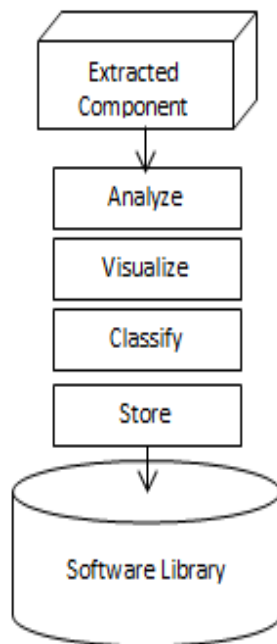 Extracted
Component
Analyze
Visualize
Classify
Store
Software Library